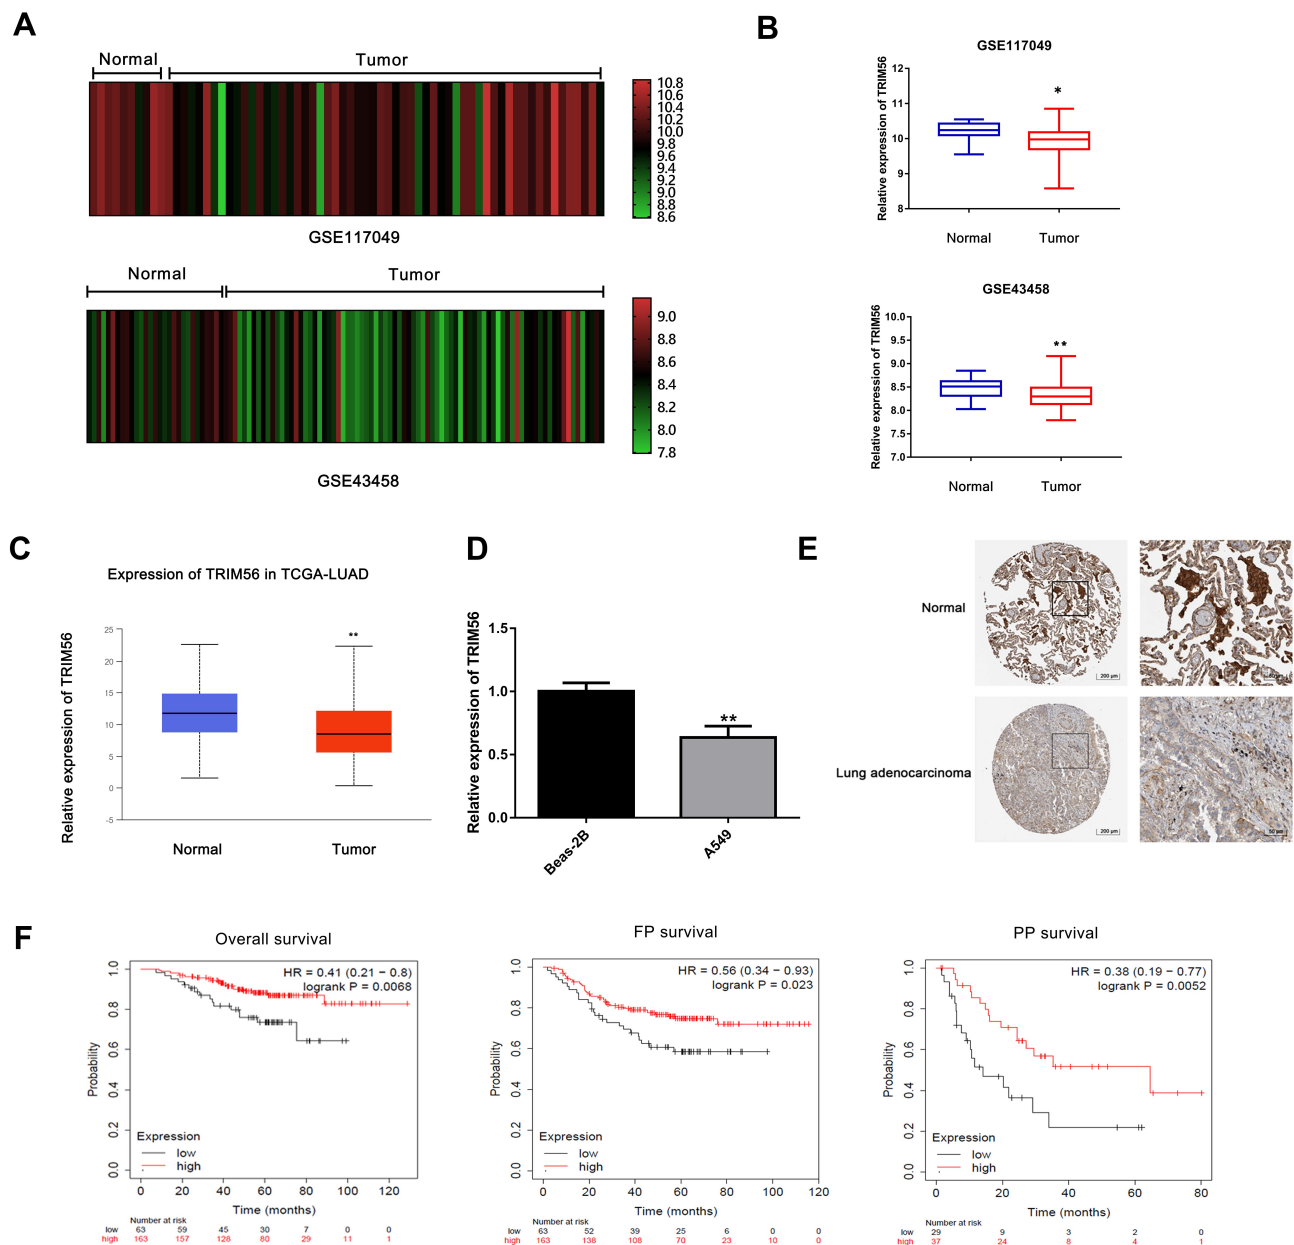 A
Normal
Tumor
10.8
10.6
10.4
10.2
10.0
9.8
9.6
9.4
9.2
9.0
8.8
8.6
GSE117049
Normal
Tumor
9.0
8.8
8.6
8.4
8.2
8.0
7.8
GSE43458
B
GSE117049
Relative expression of TRIM56
12
11
10
9
8
*
Normal
Tumor
GSE43458
Relative expression of TRIM56
10.0
9.5
9.0
8.5
8.0
7.5
7.0
**
Normal
Tumor
C
Expression of TRIM56 in TCGA-LUAD
Relative expression of TRIM56
25
20
15
10
5
0
-5
**
Normal
Tumor
D
Relative expression of TRIM56
1.5
1.0
0.5
0.0
**
Beas-2B
A549
E
Normal
200 µm
Lung adenocarcinoma
200 µm
50 µm
F
Overall survival
HR = 0.41 (0.21 − 0.8)
logrank P = 0.0068
Probability
1.0
0.8
0.6
0.4
0.2
0.0
Expression
low
high
0 20 40 60 80 100 120
Time (months)
Number at risk
low 63 59 45 30 7 0 0
high 163 157 128 80 29 11 1
FP survival
HR = 0.56 (0.34 − 0.93)
logrank P = 0.023
Probability
1.0
0.8
0.6
0.4
0.2
0.0
Expression
low
high
0 20 40 60 80 100 120
Time (months)
Number at risk
low 63 52 39 25 6 0 0
high 163 138 108 70 23 10 0
PP survival
HR = 0.38 (0.19 − 0.77)
logrank P = 0.0052
Probability
1.0
0.8
0.6
0.4
0.2
0.0
Expression
low
high
0 20 40 60 80
Time (months)
Number at risk
low 29 9 3 2 0
high 37 24 8 4 1